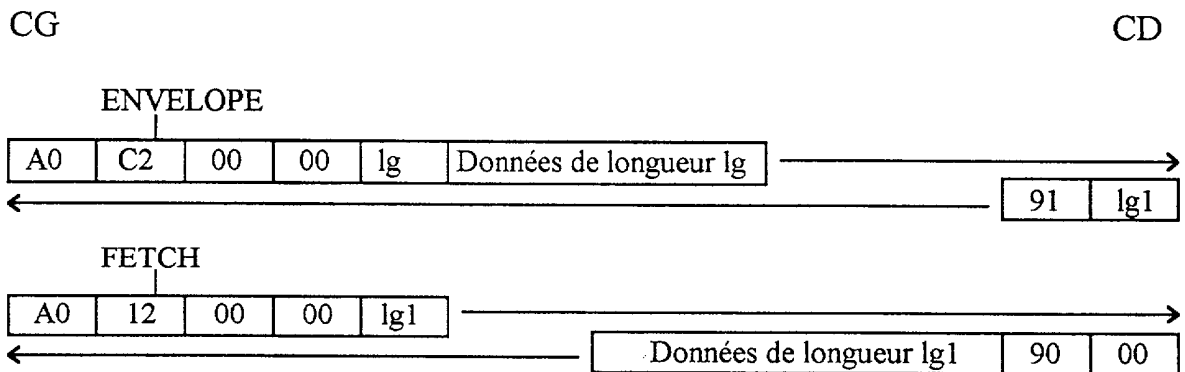 CG CD
ENVELOPE
A0 C2 00 00 lg Données de longueur lg
91 lg1
FETCH
A0 12 00 00 lg1
Données de longueur lg1 90 00